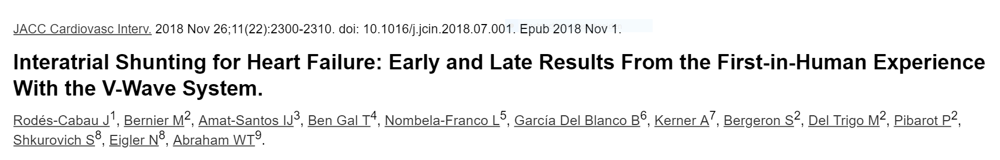 JACC Cardiovasc Interv. 2018 Nov 26;11(22):2300-2310. doi: 10.1016/j.jcin.2018.07.001. Epub 2018 Nov 1.
Interatrial Shunting for Heart Failure: Early and Late Results From the First-in-Human Experience
With the V-Wave System.
Rodés-Cabau J1, Bernier M2, Amat-Santos IJ3, Ben Gal T4, Nombela-Franco L5, García Del Blanco B6, Kerner A7, Bergeron S2, Del Trigo M2, Pibarot P2,
Shkurovich S8, Eigler N8, Abraham WT9.